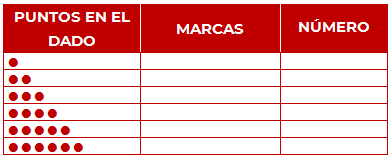 PUNTOS EN EL
DADO
MARCAS
NÚMERO